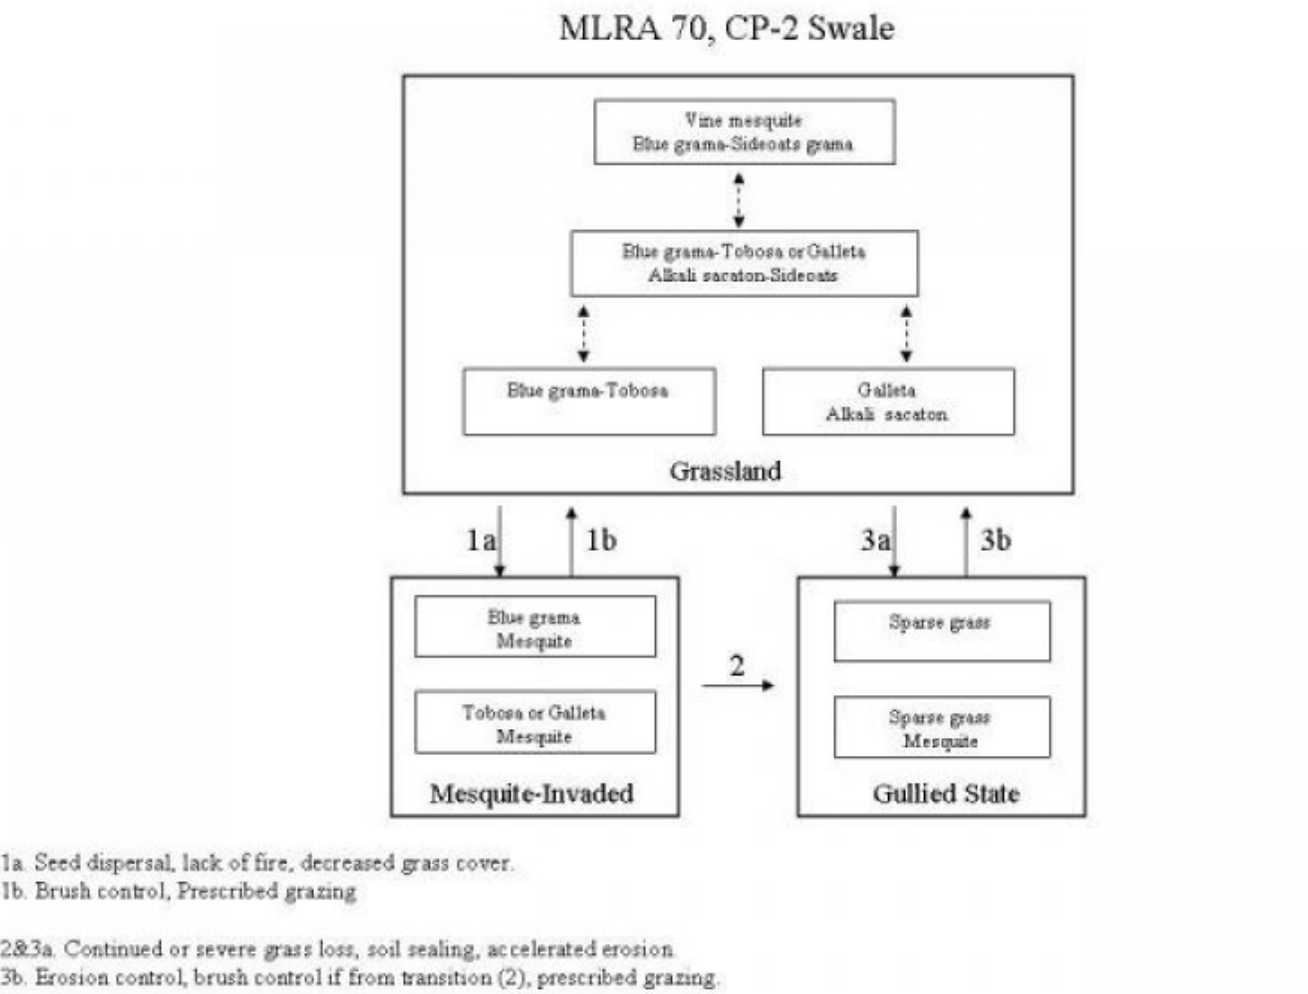 MLRA 70, CP-2 Swale
Vine mesquite
Blue grama-Sideoats grama
Blue grama-Tobosa or Galleta
Alkali sacaton-Sideoats
Blue grama-Tobosa
Galleta
Alkali sacaton
Grassland
1a
1b
3a
3b
Blue grama
Mesquite
Tobosa or Galleta
Mesquite
Mesquite-Invaded
2
Sparse grass
Sparse grass
Mesquite
Gullied State
1a. Seed dispersal, lack of fire, decreased grass cover.
1b. Brush control, Prescribed grazing
2&3a. Continued or severe grass loss, soil sealing, accelerated erosion
3b. Erosion control, brush control if from transition (2), prescribed grazing.